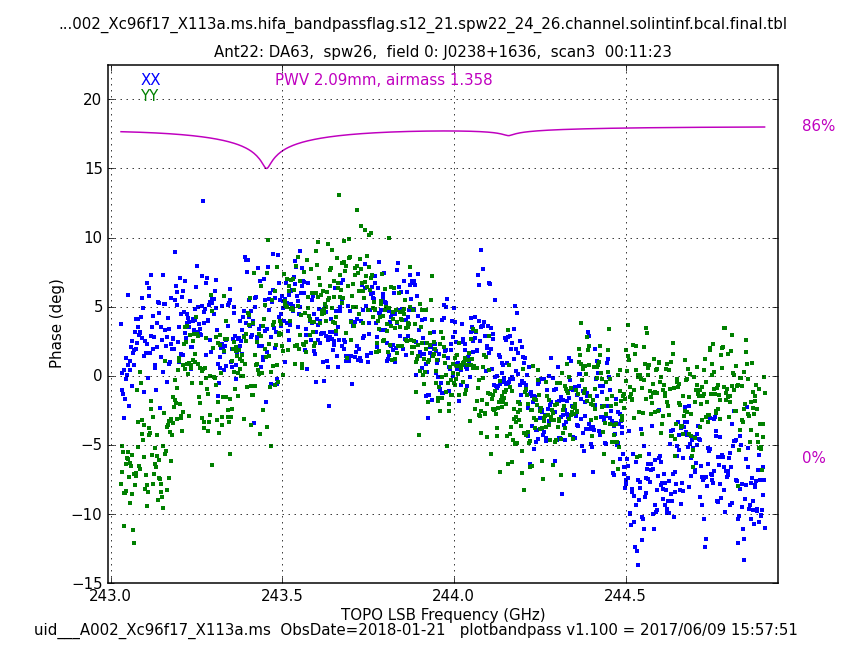 ...002_Xc96f17_X113a.ms.hifa_bandpassflag.s12_21.spw22_24_26.channel.solintinf.bcal.final.tbl
Ant22: DA63,  spw26,  field 0: J0238+1636,  scan3  00:11:23
XX
PWV 2.09mm, airmass 1.358
YY
20
86%
15
10
5
0
−5
0%
−10
−15
Phase (deg)
243.0
243.5
244.0
244.5
TOPO LSB Frequency (GHz)
uid___A002_Xc96f17_X113a.ms  ObsDate=2018-01-21   plotbandpass v1.100 = 2017/06/09 15:57:51